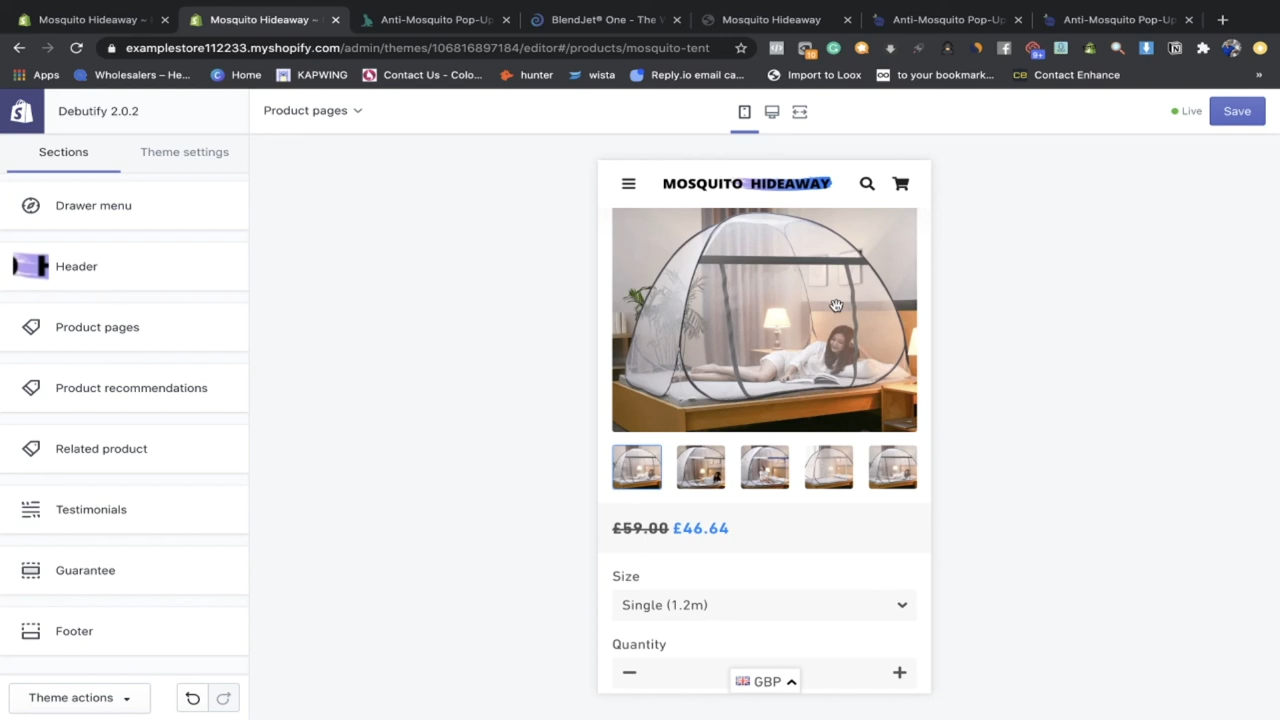 Mosquito Hideaway ~
Mosquito Hideaway ~
Anti-Mosquito Pop-Up
BlendJet® One - The V
Mosquito Hideaway
Anti-Mosquito Pop-Up
Anti-Mosquito Pop-Up
examplestore112233.myshopify.com/admin/themes/106816897184/editor#/products/mosquito-tent
Apps
Wholesalers – He...
Home
KAPWING
Contact Us - Colo...
hunter
wista
Reply.io email ca...
Import to Loox
to your bookmark...
CB Contact Enhance
»
Debutify 2.0.2
Product pages
Live
Save
Sections
Theme settings
Drawer menu
Header
Product pages
Product recommendations
Related product
Testimonials
Guarantee
Footer
Theme actions
MOSQUITO HIDEAWAY
£59.00 £46.64
Size
Single (1.2m)
Quantity
GBP